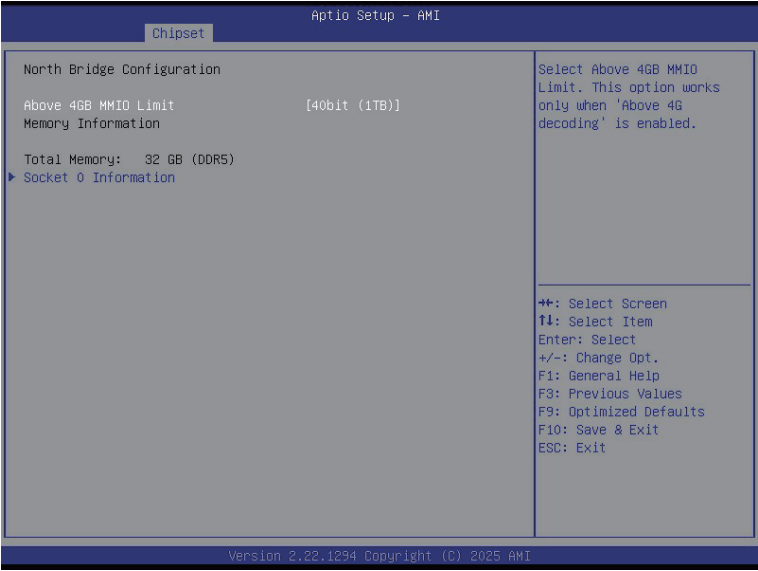 Aptio Setup – AMI
Chipset
North Bridge Configuration
Above 4GB MMIO Limit [40bit (1TB)]
Memory Information
Total Memory: 32 GB (DDR5)
Socket 0 Information
Select Above 4GB MMIO
Limit. This option works
only when 'Above 4G
decoding' is enabled.
→←: Select Screen
↑↓: Select Item
Enter: Select
+/-: Change Opt.
F1: General Help
F3: Previous Values
F9: Optimized Defaults
F10: Save & Exit
ESC: Exit
Version 2.22.1294 Copyright (C) 2025 AMI